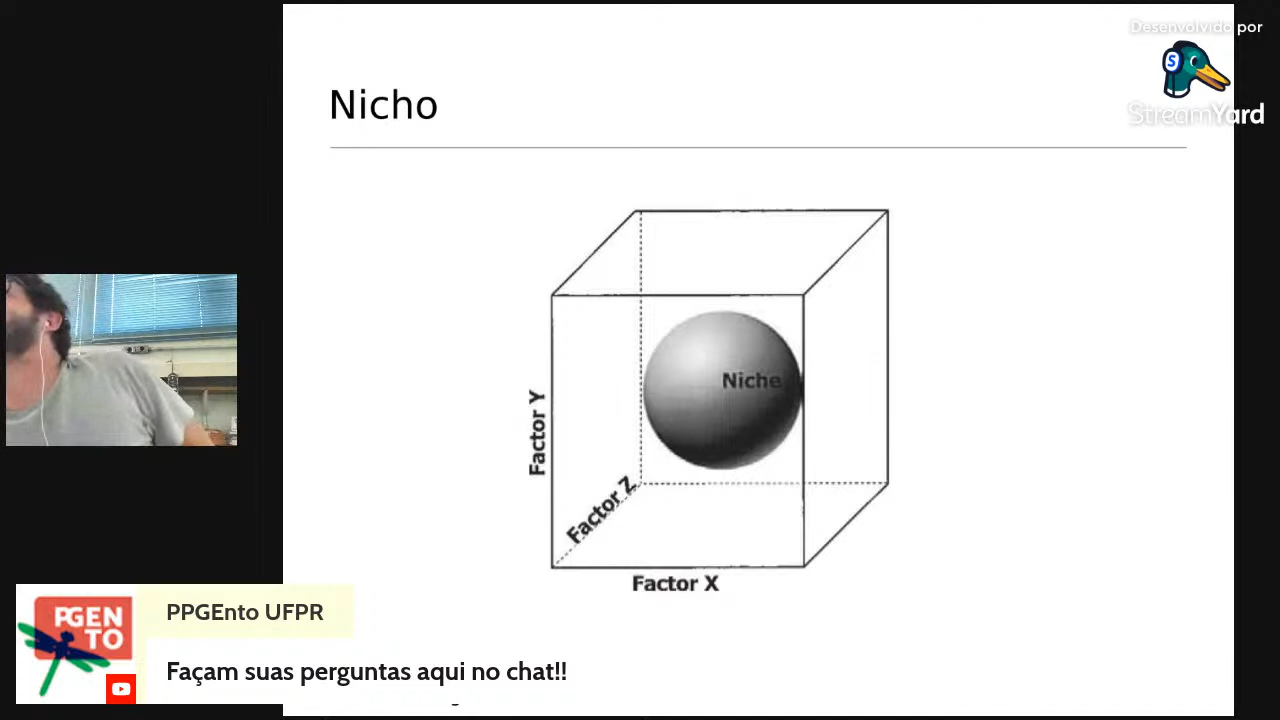 Desenvolvido por
StreamYard
Nicho
Niche
Factor Y
Factor Z
Factor X
PGEN
TO
PPGEnto UFPR
Façam suas perguntas aqui no chat!!